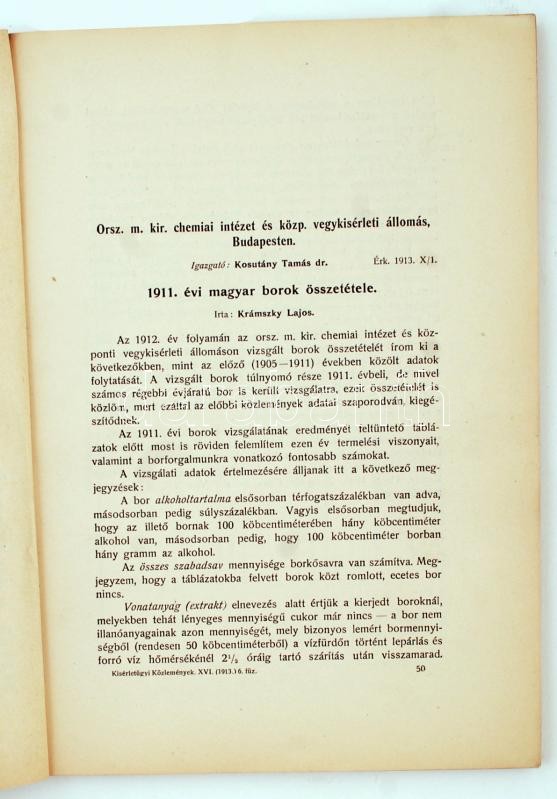 Orsz. m. kir. chemiai intézet és közp. vegykisérleti állomás,
Budapesten.
Igazgató: Kosutány Tamás dr. Érk. 1913. X/1.
1911. évi magyar borok összetétele.
Irta: Krámszky Lajos.
Az 1912. év folyamán az orsz. m. kir. chemiai intézet és köz-
ponti vegykisérleti állomáson vizsgált borok összetételét írom ki a
következőkben, mint az előző (1905—1911) években közölt adatok
folytatását. A vizsgált borok túlnyomó része 1911. évbeli, de mivel
számos régebbi évjáratú bor is került vizsgálatra, ezek összetételét is
közlöm, mert ezáltal az előbbi közlemények adatai szaporodván, kiegé-
szítődnek.
Az 1911. évi borok vizsgálatának eredményét feltüntető táblá-
zatok előtt most is röviden felemlítem ezen év termelési viszonyait,
valamint a borforgalmunkra vonatkozó fontosabb számokat.
A vizsgálati adatok értelmezésére álljanak itt a következő meg-
jegyzések:
A bor alkoholtartalma elsősorban térfogatszázalékban van adva,
másodsorban pedig súlyszázalékban. Vagyis elsősorban megtudjuk,
hogy az illető bornak 100 köbcentiméterében hány köbcentiméter
alkohol van, másodsorban pedig, hogy 100 köbcentiméter borban
hány gramm az alkohol.
Az összes szabadsav mennyisége borkősavra van számítva. Meg-
jegyzem, hogy a táblázatokba felvett borok közt romlott, ecetes bor
nincs.
Vonatanyag (extrakt) elnevezés alatt értjük a kierjedt boroknál,
melyekben tehát lényeges mennyiségű cukor már nincs — a bor nem
illanóanyagainak azon mennyiségét, mely bizonyos lemért bormennyi-
ségből (rendesen 50 köbcentiméterből) a vízfürdőn történt lepárlás és
forró víz hőmérsékénél 2¹/₂ óráig tartó szárítás után visszamarad.
Kisérletügyi Közlemények. XVI. (1913.) 6. füz. 50